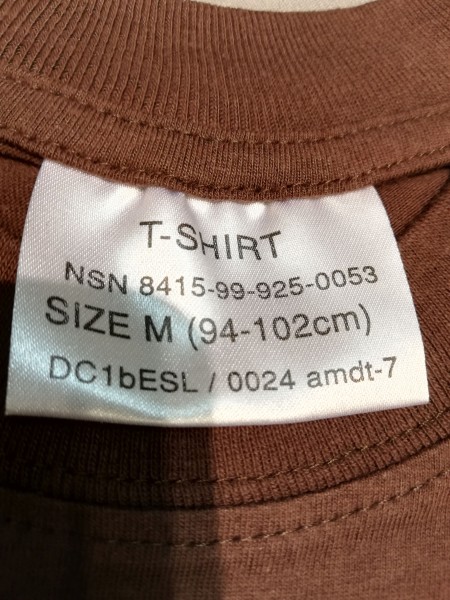 T-SHIRT
NSN 8415-99-925-0053
SIZE M (94-102cm)
DC1bESL / 0024 amdt-7